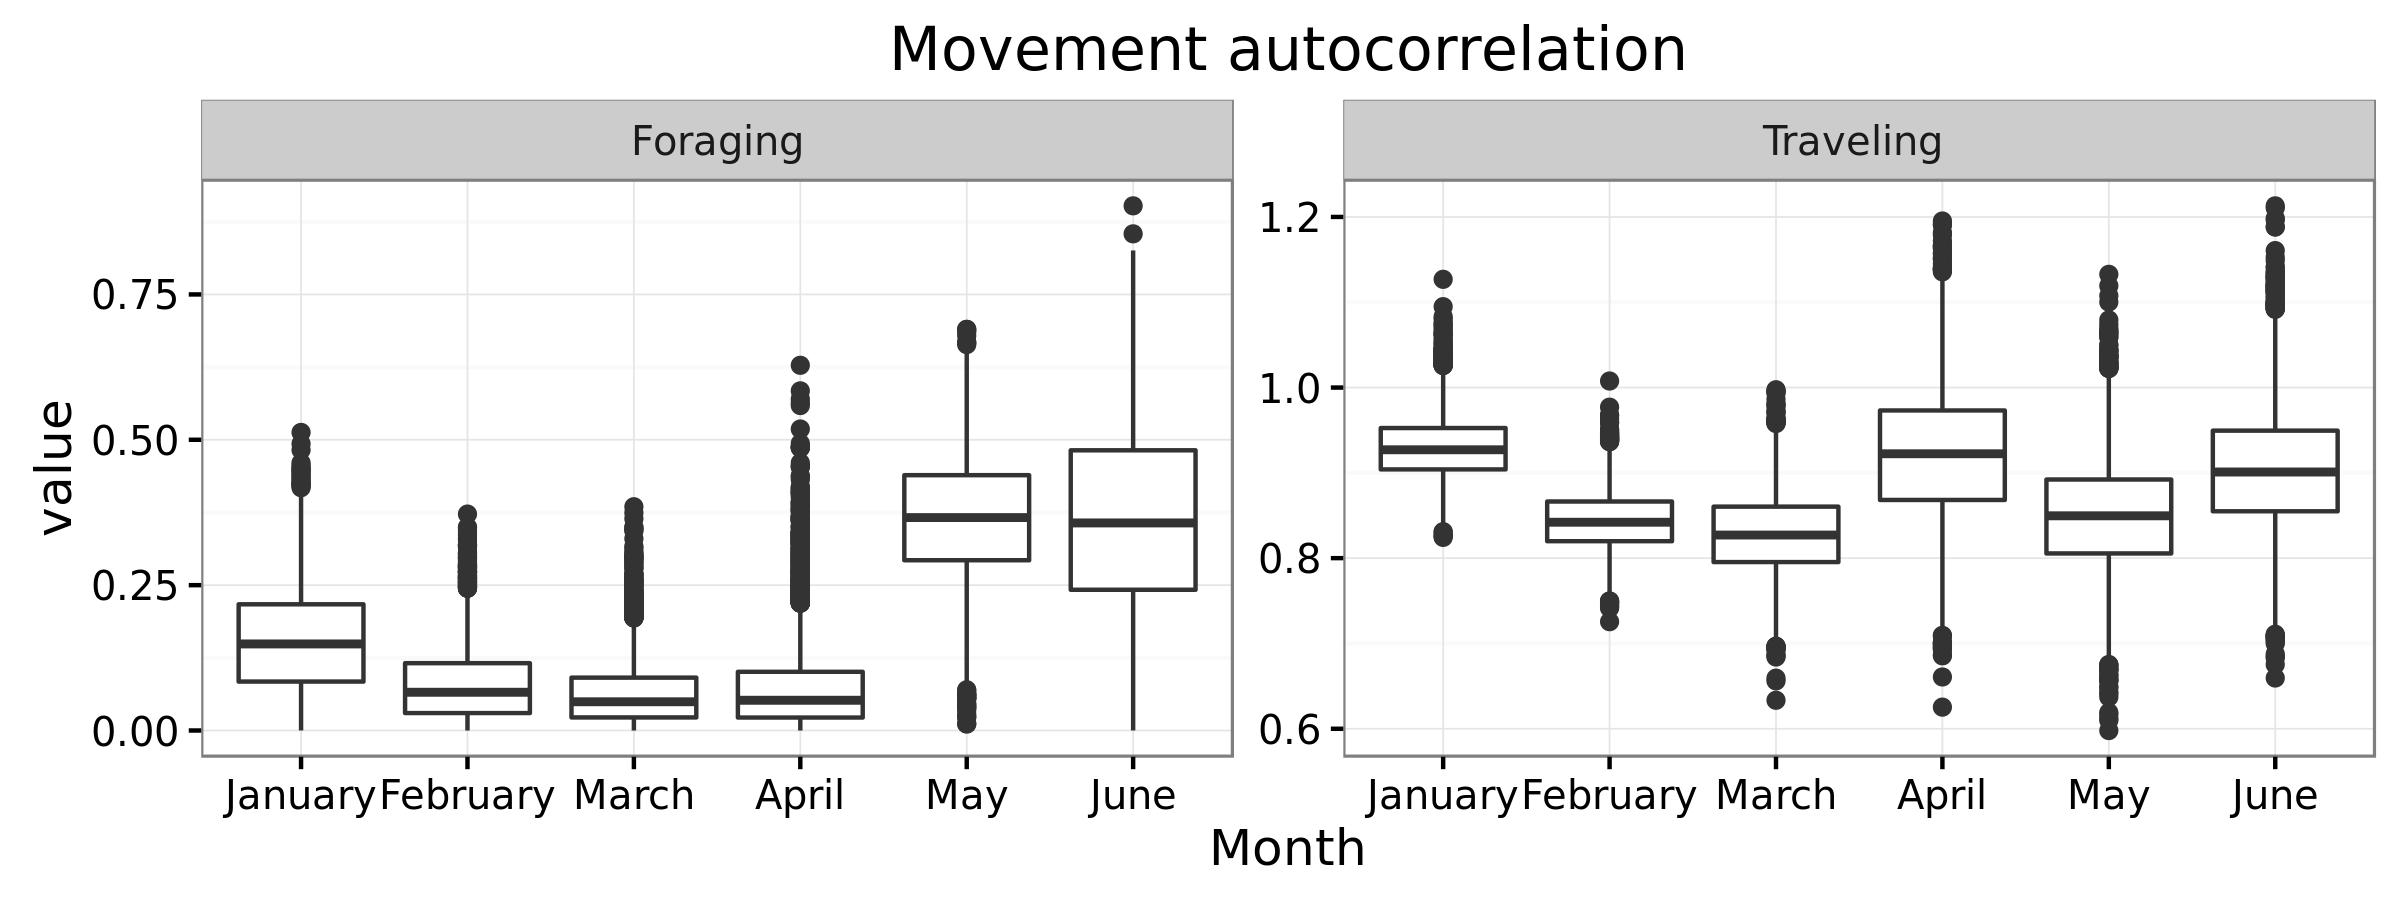 Movement autocorrelation
Foraging
Traveling
value
0.75
0.50
0.25
0.00
1.2
1.0
0.8
0.6
January February March April May June
January February March April May June
Month